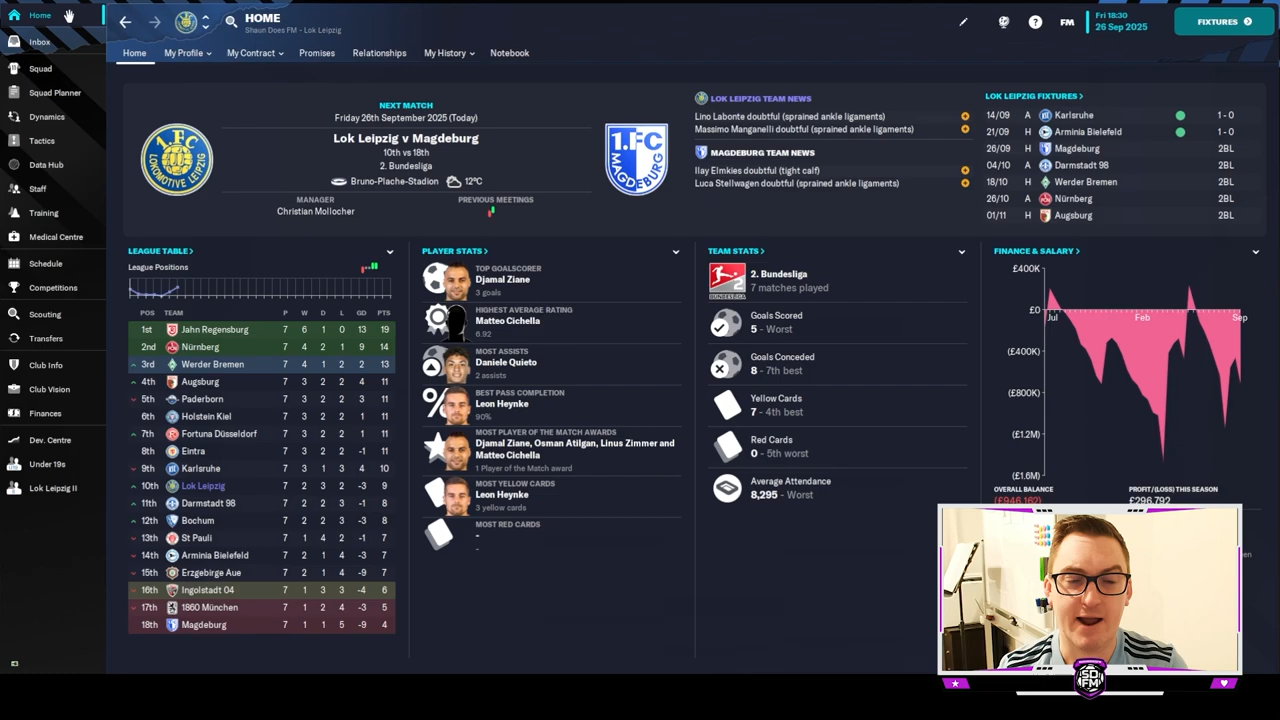 Home
Inbox
Squad
Squad Planner
Dynamics
Tactics
Data Hub
Staff
Training
Medical Centre
Schedule
Competitions
Scouting
Transfers
Club Info
Club Vision
Finances
Dev. Centre
Under 19s
Lok Leipzig II
HOME
Shaun Does FM - Lok Leipzig
FM
Fri 18:30
26 Sep 2025
FIXTURES
Home My Profile My Contract Promises Relationships My History Notebook
1.F.C.
LOKOMOTIVE LEIPZIG
NEXT MATCH
Friday 26th September 2025 (Today)
Lok Leipzig v Magdeburg
10th vs 18th
2. Bundesliga
Bruno-Plache-Stadion 12°C
MANAGER
Christian Mollocher
PREVIOUS MEETINGS
1.FC
MAGDEBURG
LOK LEIPZIG TEAM NEWS
Lino Labonte doubtful (sprained ankle ligaments)
Massimo Manganelli doubtful (sprained ankle ligaments)
MAGDEBURG TEAM NEWS
Ilay Elmkies doubtful (tight calf)
Luca Stellwagen doubtful (sprained ankle ligaments)
LOK LEIPZIG FIXTURES >
14/09 A Karlsruhe 1 - 0
21/09 H Arminia Bielefeld 1 - 0
26/09 H Magdeburg 2BL
04/10 A Darmstadt 98 2BL
18/10 H Werder Bremen 2BL
26/10 A Nürnberg 2BL
01/11 H Augsburg 2BL
LEAGUE TABLE >
League Positions
POS TEAM P W D L GD PTS
1st Jahn Regensburg 7 6 1 0 13 19
2nd Nürnberg 7 4 2 1 9 14
3rd Werder Bremen 7 4 1 2 2 13
4th Augsburg 7 3 2 2 4 11
5th Paderborn 7 3 2 2 3 11
6th Holstein Kiel 7 3 2 2 1 11
7th Fortuna Düsseldorf 7 3 2 2 1 11
8th Eintra 7 3 2 2 -1 11
9th Karlsruhe 7 3 1 3 4 10
10th Lok Leipzig 7 2 3 2 -3 9
11th Darmstadt 98 7 2 2 3 -1 8
12th Bochum 7 2 2 3 -3 8
13th St Pauli 7 1 4 2 -1 7
14th Arminia Bielefeld 7 2 1 4 -3 7
15th Erzgebirge Aue 7 2 1 4 -9 7
16th Ingolstadt 04 7 1 3 3 -4 6
17th 1860 München 7 1 2 4 -3 5
18th Magdeburg 7 1 1 5 -9 4
PLAYER STATS >
TOP GOALSCORER
Djamal Ziane
3 goals
HIGHEST AVERAGE RATING
Matteo Cichella
6.92
MOST ASSISTS
Daniele Quieto
2 assists
BEST PASS COMPLETION
Leon Heynke
90%
MOST PLAYER OF THE MATCH AWARDS
Djamal Ziane, Osman Atilgan, Linus Zimmer and
Matteo Cichella
1 Player of the Match award
MOST YELLOW CARDS
Leon Heynke
3 yellow cards
MOST RED CARDS
-
-
TEAM STATS >
2. Bundesliga
7 matches played
BUNDESLIGA
Goals Scored
5 - Worst
Goals Conceded
8 - 7th best
Yellow Cards
7 - 4th best
Red Cards
0 - 5th worst
Average Attendance
8,295 - Worst
FINANCE & SALARY >
£400K
£0
(£400K)
(£800K)
(£1.2M)
(£1.6M)
Jul Feb Sep
OVERALL BALANCE
(£946,162)
PROFIT/(LOSS) THIS SEASON
£296,792
en
SD
FM